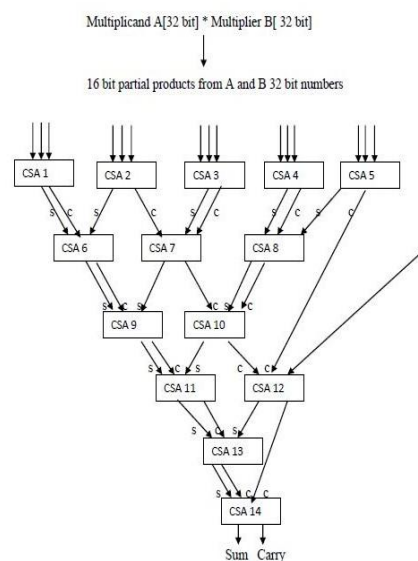 Multiplicand A[32 bit] * Multiplier B[ 32 bit]
16 bit partial products from A and B 32 bit numbers
CSA 1 CSA 2 CSA 3 CSA 4 CSA 5
S C S C S C S C S C
CSA 6 CSA 7 CSA 8
S C S C S C
CSA 9 CSA 10
S C S C C
CSA 11 CSA 12
S C S
CSA 13
S C C
CSA 14
Sum Carry